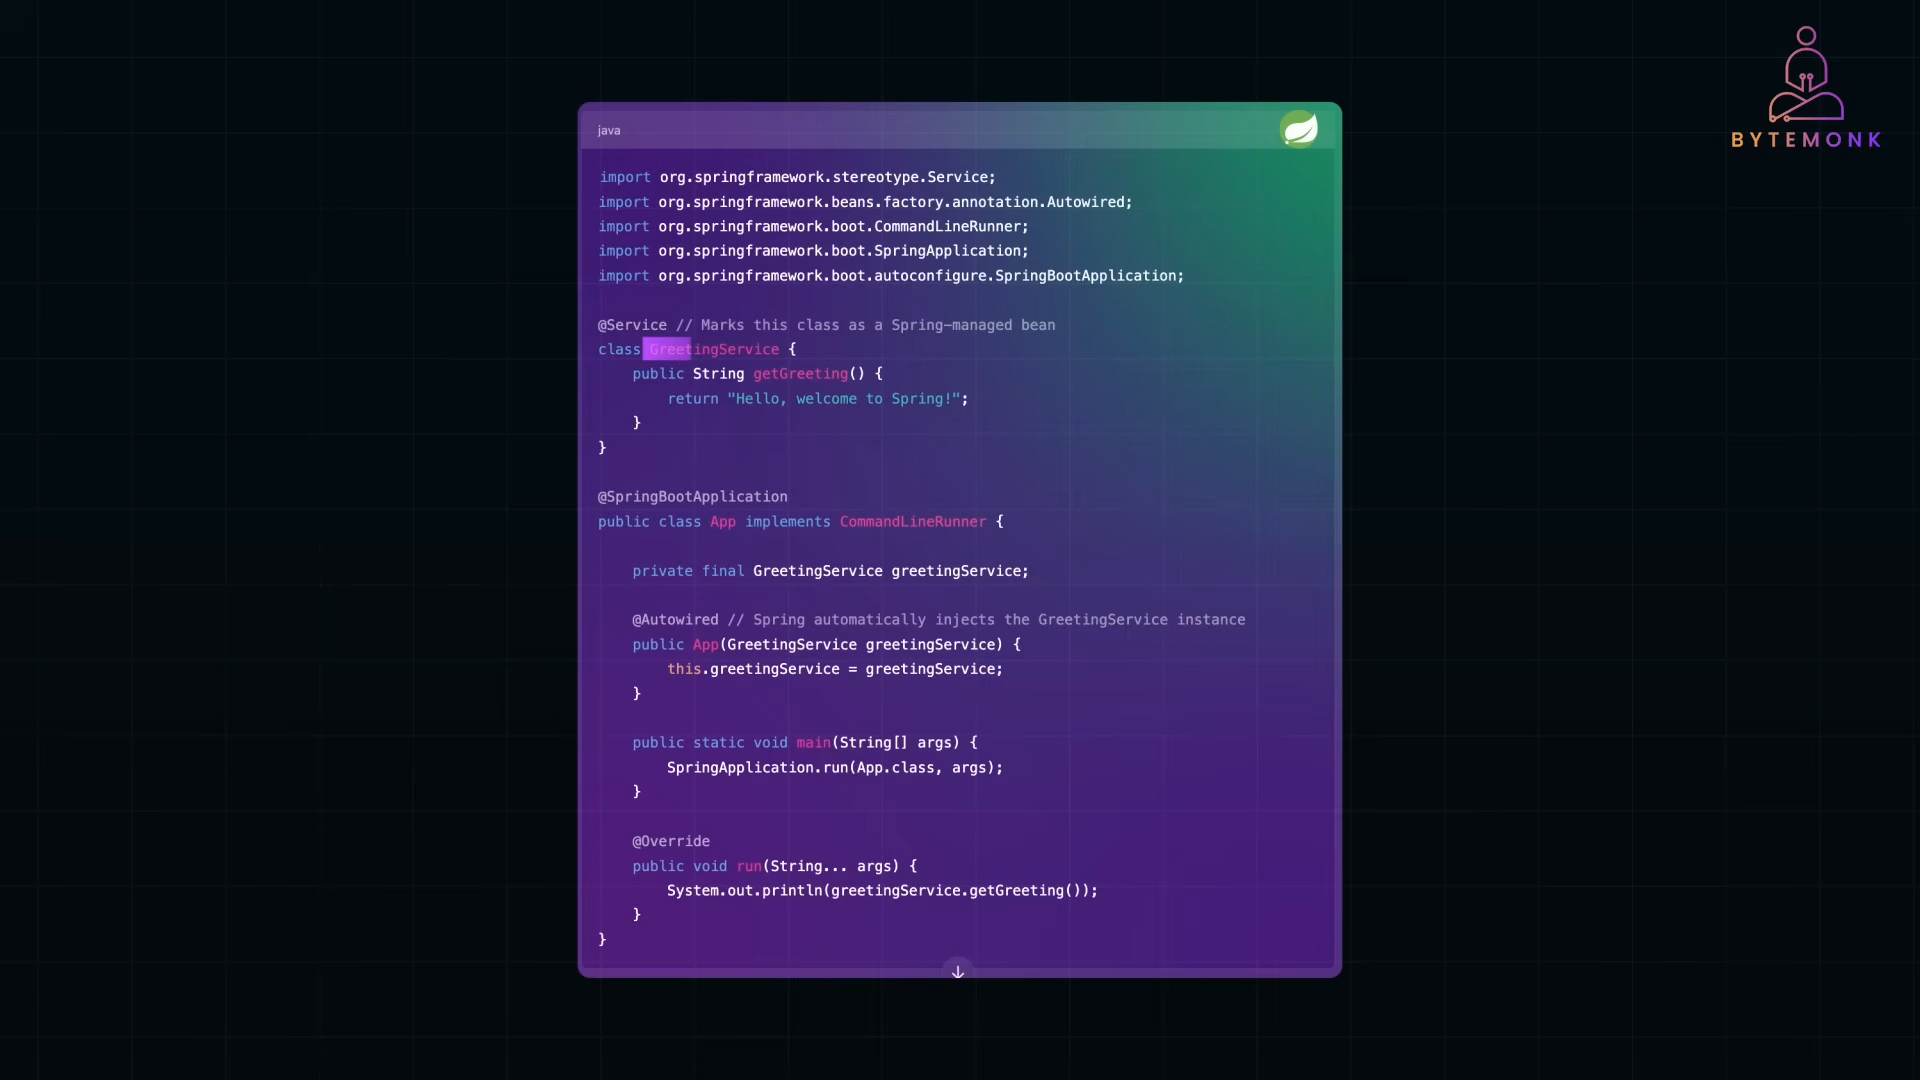 BYTEMONK
java
import org.springframework.stereotype.Service;
import org.springframework.beans.factory.annotation.Autowired;
import org.springframework.boot.CommandLineRunner;
import org.springframework.boot.SpringApplication;
import org.springframework.boot.autoconfigure.SpringBootApplication;

@Service // Marks this class as a Spring-managed bean
class GreetingService {
    public String getGreeting() {
        return "Hello, welcome to Spring!";
    }
}

@SpringBootApplication
public class App implements CommandLineRunner {

    private final GreetingService greetingService;

    @Autowired // Spring automatically injects the GreetingService instance
    public App(GreetingService greetingService) {
        this.greetingService = greetingService;
    }

    public static void main(String[] args) {
        SpringApplication.run(App.class, args);
    }

    @Override
    public void run(String... args) {
        System.out.println(greetingService.getGreeting());
    }
}